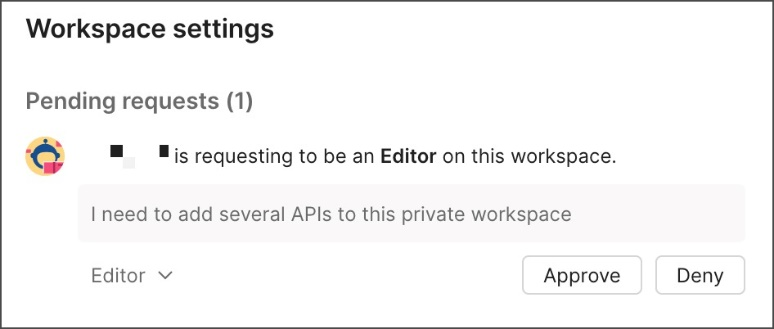 Workspace settings
Pending requests (1)
is requesting to be an Editor on this workspace.
I need to add several APIs to this private workspace
Editor
Approve
Deny